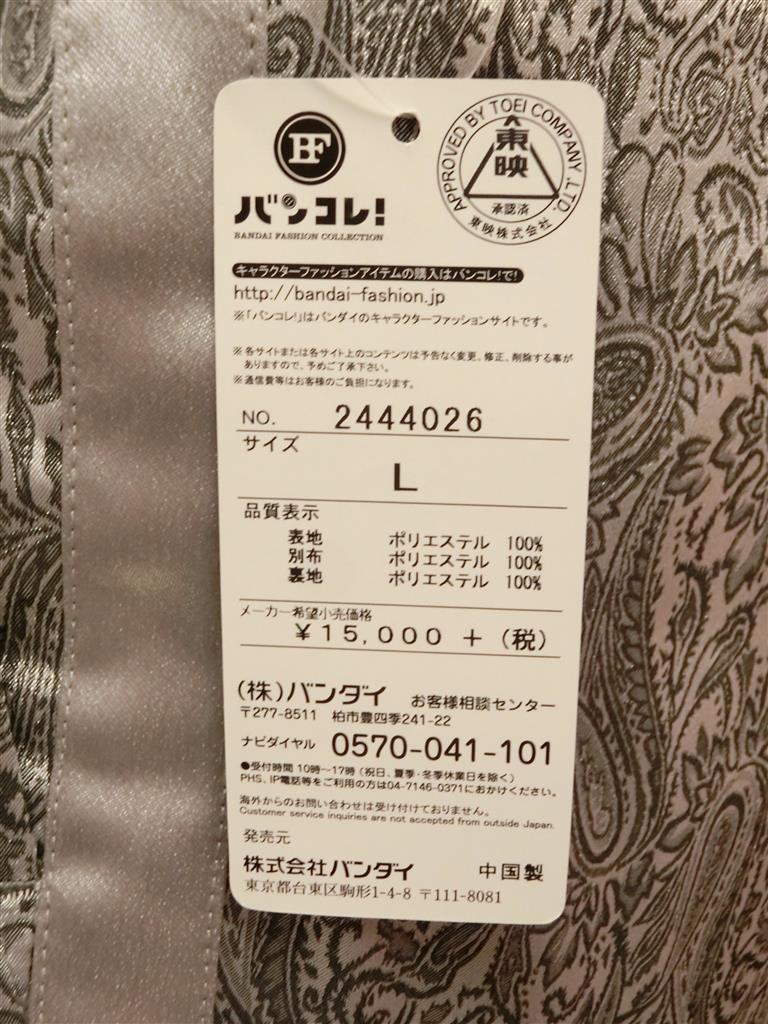 BF
バンコレ!
BANDAI FASHION COLLECTION
APPROVED BY TOEI COMPANY ,LTD.
東映
承認済
東映株式会社
キャラクターファッションアイテムの購入はバンコレ!で!
http://bandai-fashion.jp
※「バンコレ!」はバンダイのキャラクターファッションサイトです。
※各サイトまたは各サイト上のコンテンツは予告なく変更、修正、削除する事が
ありますので、予めご了承下さい。
※通信費等はお客様のご負担になります。
NO. 2444026
サイズ
L
品質表示
表地 ポリエステル 100%
別布 ポリエステル 100%
裏地 ポリエステル 100%
メーカー希望小売価格
¥15,000 + (税)
(株)バンダイ お客様相談センター
〒277-8511 柏市豊四季241-22
ナビダイヤル 0570-041-101
●受付時間 10時~17時 (祝日、夏季・冬季休業日を除く)
PHS、IP電話等をご利用の方は04-7146-0371におかけください。
海外からのお問い合わせは受け付けておりません。
Customer service inquiries are not accepted from outside Japan.
発売元
株式会社バンダイ 中国製
東京都台東区駒形1-4-8 〒111-8081